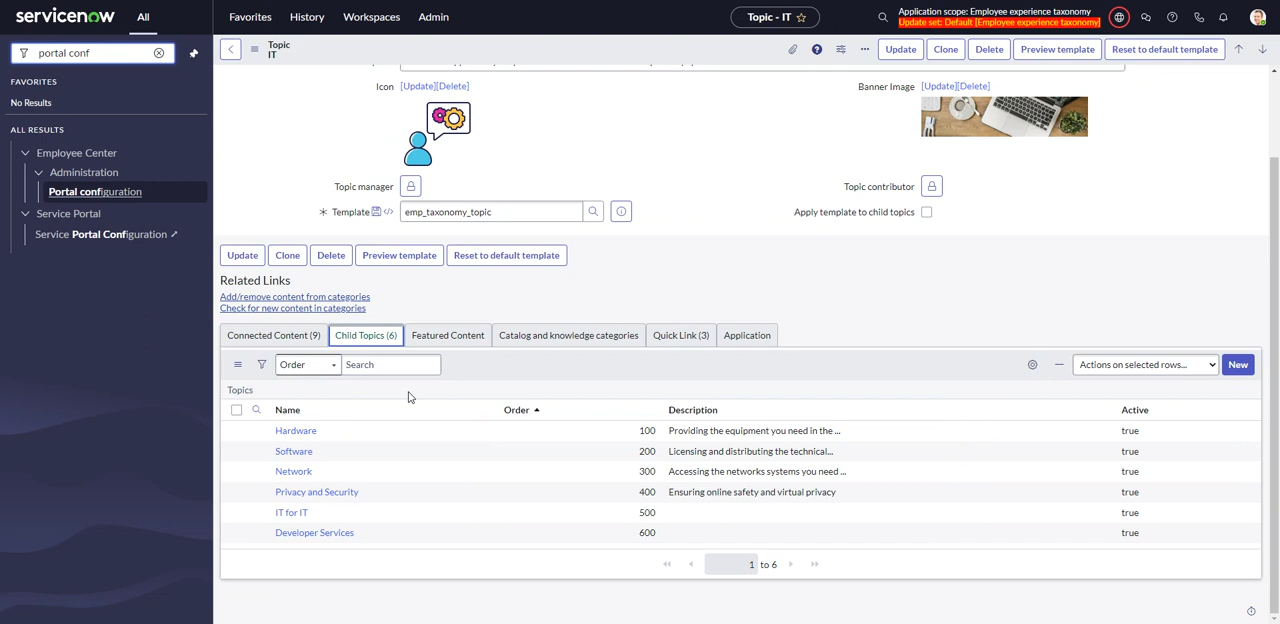 servicenow
All
Favorites
History
Workspaces
Admin
Topic - IT
Application scope: Employee experience taxonomy
Update set: Default [Employee experience taxonomy]
portal conf
FAVORITES
No Results
ALL RESULTS
Employee Center
Administration
Portal configuration
Service Portal
Service Portal Configuration
Topic
IT
Update
Clone
Delete
Preview template
Reset to default template
Icon
[Update][Delete]
Banner Image
[Update][Delete]
Topic manager
Topic contributor
Template
emp_taxonomy_topic
Apply template to child topics
Update
Clone
Delete
Preview template
Reset to default template
Related Links
Add/remove content from categories
Check for new content in categories
Connected Content (9)
Child Topics (6)
Featured Content
Catalog and knowledge categories
Quick Link (3)
Application
Order
Search
Actions on selected rows...
New
Topics
Name Order Description Active
Hardware 100 Providing the equipment you need in the ... true
Software 200 Licensing and distributing the technical... true
Network 300 Accessing the networks systems you need ... true
Privacy and Security 400 Ensuring online safety and virtual privacy true
IT for IT 500 true
Developer Services 600 true
1 to 6